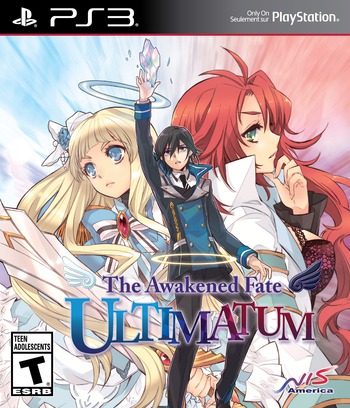 PS3
Only On
Seulement sur
PlayStation®
The Awakened Fate
ULTIMATUM
TEEN
ADOLESCENTS
T
ESRB
NIS
America